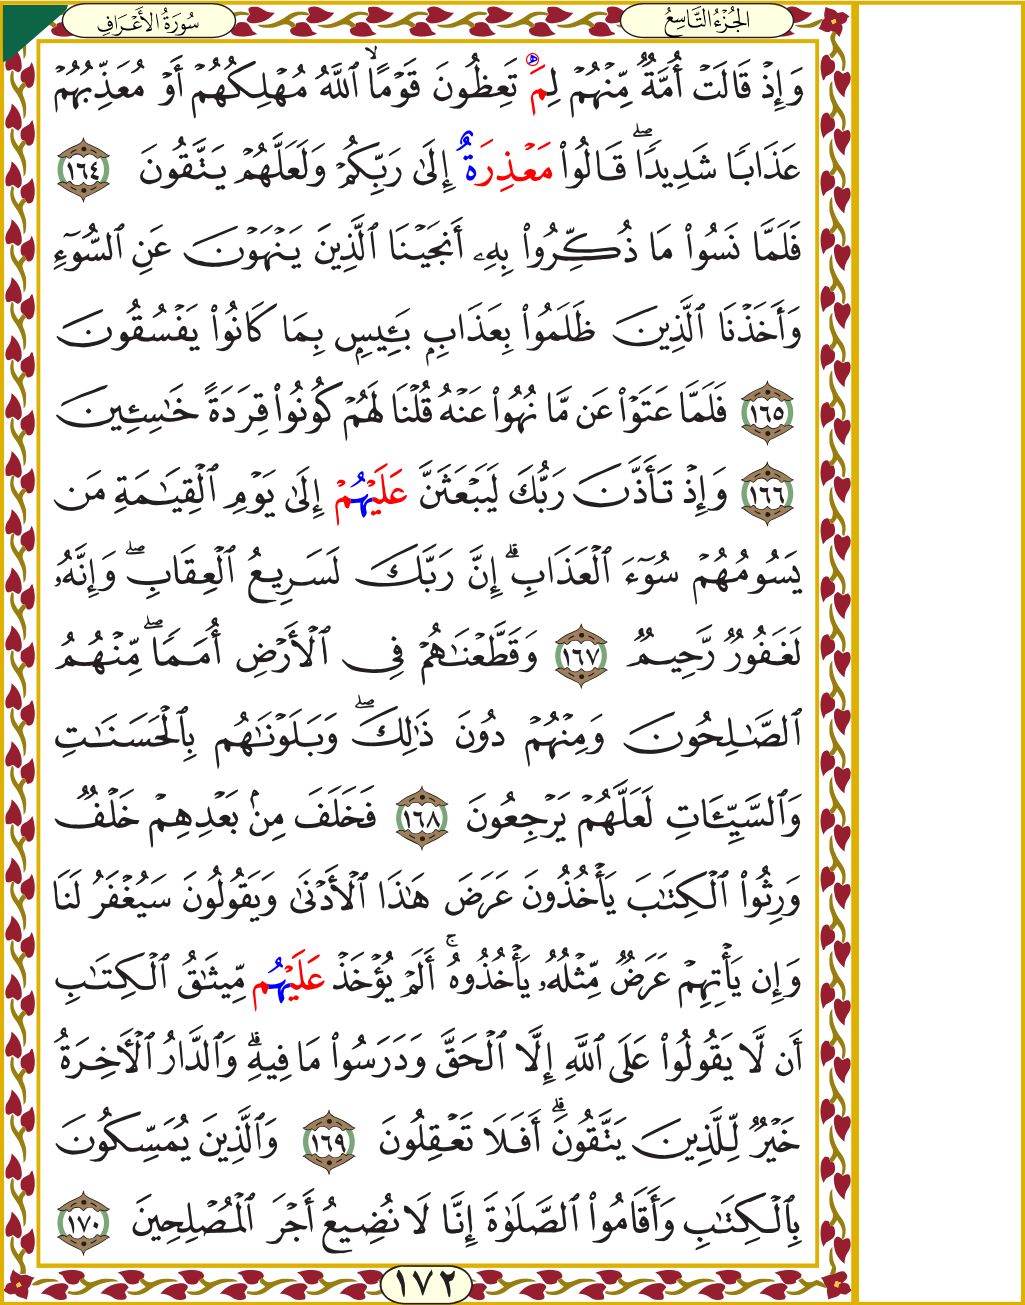 الجُزْءُ التَّاسِعُ
سُورَةُ الأَعْرَافِ
وَإِذْ قَالَتْ أُمَّةٌ مِّنْهُمْ لِمَ تَعِظُونَ قَوْمًا ۙ ٱللَّهُ مُهْلِكُهُمْ أَوْ مُعَذِّبُهُمْ
عَذَابًا شَدِيدًا ۖ قَالُوا۟ مَعْذِرَةٌ إِلَىٰ رَبِّكُمْ وَلَعَلَّهُمْ يَتَّقُونَ ١٦٤
فَلَمَّا نَسُوا۟ مَا ذُكِّرُوا۟ بِهِۦٓ أَنجَيْنَا ٱلَّذِينَ يَنْهَوْنَ عَنِ ٱلسُّوٓءِ
وَأَخَذْنَا ٱلَّذِينَ ظَلَمُوا۟ بِعَذَابٍۭ بَـِٔيسٍۭ بِمَا كَانُوا۟ يَفْسُقُونَ
١٦٥ فَلَمَّا عَتَوْا۟ عَن مَّا نُهُوا۟ عَنْهُ قُلْنَا لَهُمْ كُونُوا۟ قِرَدَةً خَـٰسِـِٔينَ
١٦٦ وَإِذْ تَأَذَّنَ رَبُّكَ لَيَبْعَثَنَّ عَلَيْهُمْ إِلَىٰ يَوْمِ ٱلْقِيَـٰمَةِ مَن
يَسُومُهُمْ سُوٓءَ ٱلْعَذَابِ ۗ إِنَّ رَبَّكَ لَسَرِيعُ ٱلْعِقَابِ ۖ وَإِنَّهُۥ
لَغَفُورٌ رَّحِيمٌ ١٦٧ وَقَطَّعْنَـٰهُمْ فِى ٱلْأَرْضِ أُمَمًا ۖ مِّنْهُمُ
ٱلصَّـٰلِحُونَ وَمِنْهُمْ دُونَ ذَٰلِكَ ۖ وَبَلَوْنَـٰهُم بِٱلْحَسَنَـٰتِ
وَٱلسَّيِّـَٔاتِ لَعَلَّهُمْ يَرْجِعُونَ ١٦٨ فَخَلَفَ مِنۢ بَعْدِهِمْ خَلْفٌ
وَرِثُوا۟ ٱلْكِتَـٰبَ يَأْخُذُونَ عَرَضَ هَـٰذَا ٱلْأَدْنَىٰ وَيَقُولُونَ سَيُغْفَرُ لَنَا
وَإِن يَأْتِهِمْ عَرَضٌ مِّثْلُهُۥ يَأْخُذُوهُ ۚ أَلَمْ يُؤْخَذْ عَلَيْهُم مِّيثَـٰقُ ٱلْكِتَـٰبِ
أَن لَّا يَقُولُوا۟ عَلَى ٱللَّهِ إِلَّا ٱلْحَقَّ وَدَرَسُوا۟ مَا فِيهِ ۗ وَٱلدَّارُ ٱلْـَٔاخِرَةُ
خَيْرٌ لِّلَّذِينَ يَتَّقُونَ ۗ أَفَلَا تَعْقِلُونَ ١٦٩ وَٱلَّذِينَ يُمَسِّكُونَ
بِٱلْكِتَـٰبِ وَأَقَامُوا۟ ٱلصَّلَوٰةَ إِنَّا لَا نُضِيعُ أَجْرَ ٱلْمُصْلِحِينَ ١٧٠
١٧٢